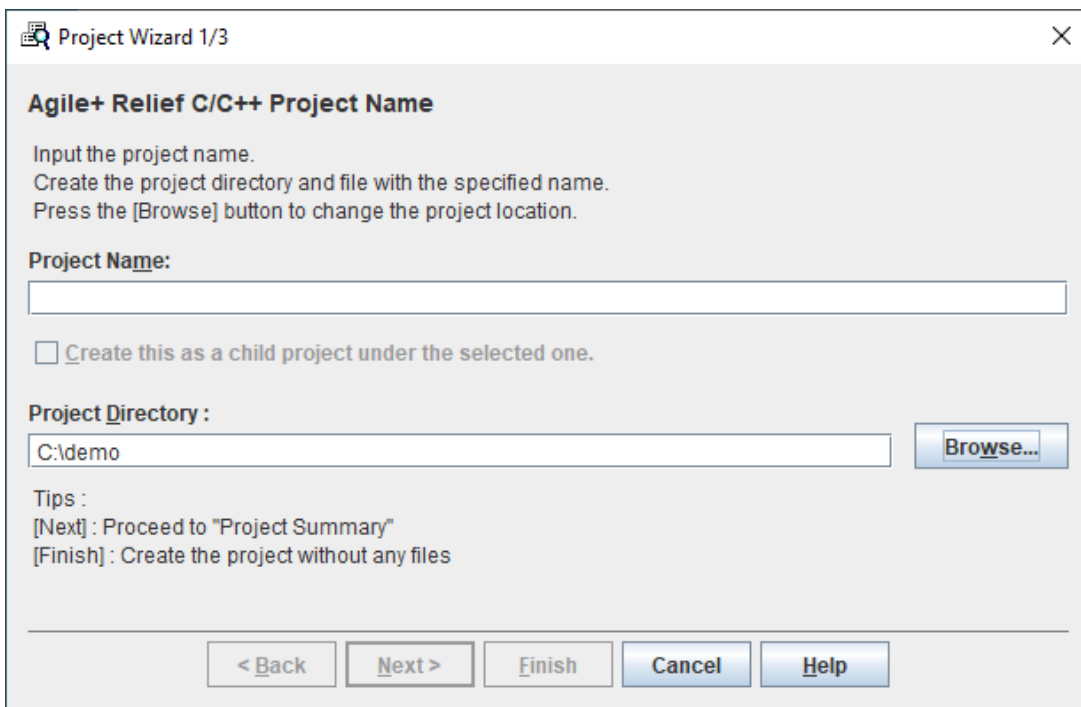 Project Wizard 1/3
Agile+ Relief C/C++ Project Name
Input the project name.
Create the project directory and file with the specified name.
Press the [Browse] button to change the project location.
Project Name:
Create this as a child project under the selected one.
Project Directory :
C:\demo
Browse...
Tips :
[Next] : Proceed to "Project Summary"
[Finish] : Create the project without any files
< Back Next > Finish Cancel Help